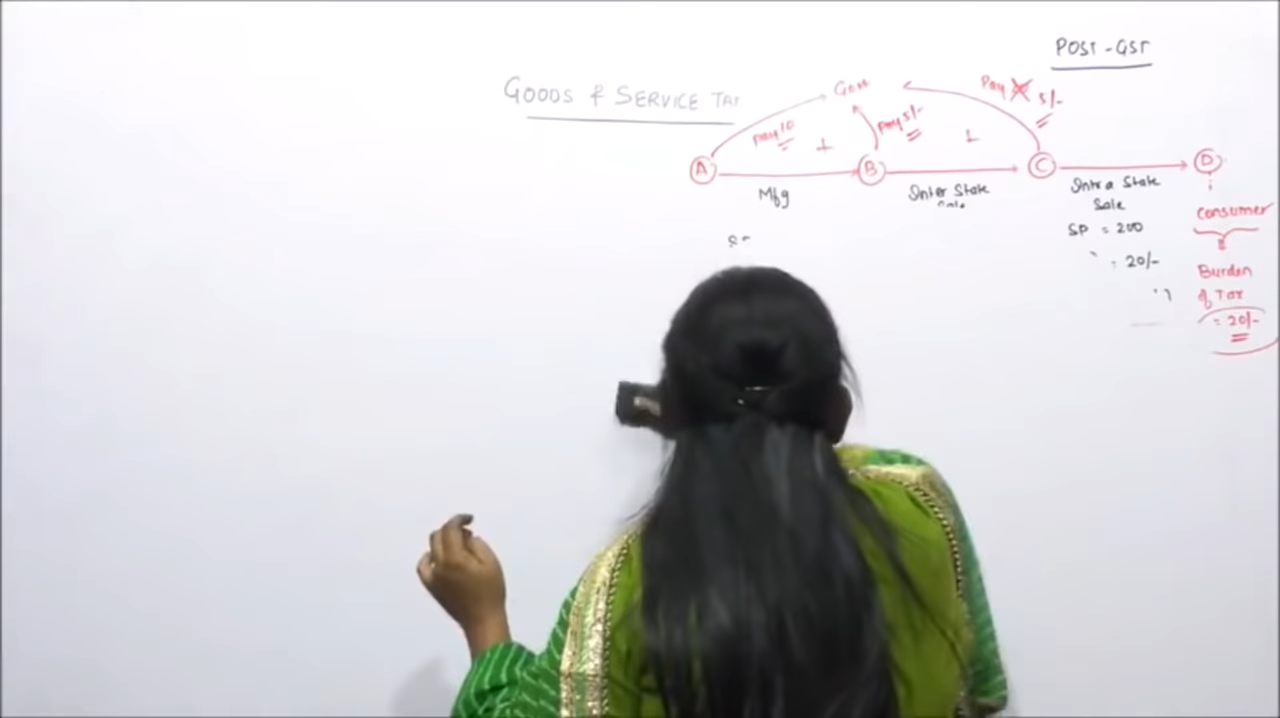 POST-GST
GOODS & SERVICE TAX
Govt
Pay X 5/-
Pay 10
+
Pay 5/-
+
A
B
C
D
Mfg
Inter State
Intra State
Sale
SP = 200
" = 20/-
Consumer
Burden
of Tax
= 20/-